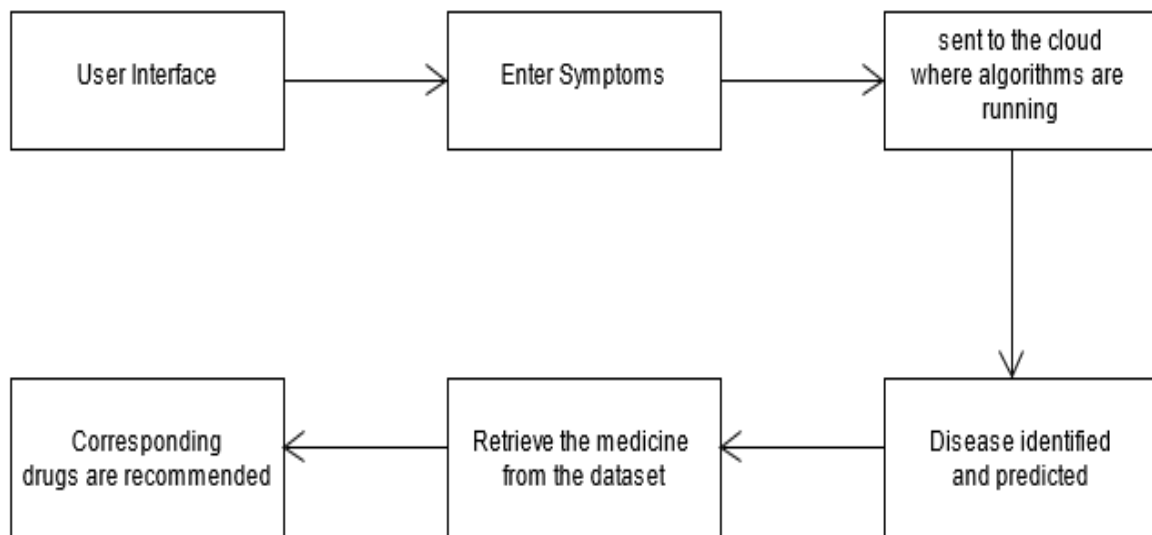 User Interface
Enter Symptoms
sent to the cloud
where algorithms are
running
Corresponding
drugs are recommended
Retrieve the medicine
from the dataset
Disease identified
and predicted